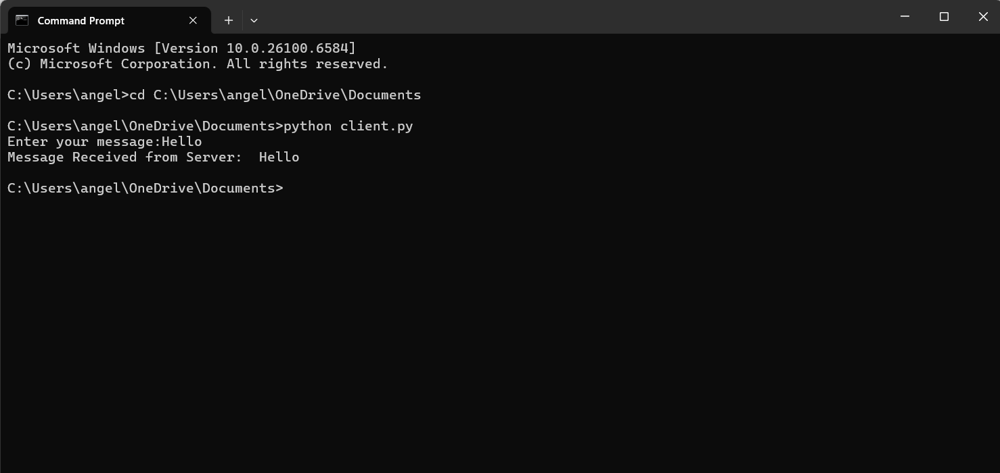 Command Prompt
Microsoft Windows [Version 10.0.26100.6584]
(c) Microsoft Corporation. All rights reserved.
C:\Users\angel>cd C:\Users\angel\OneDrive\Documents
C:\Users\angel\OneDrive\Documents>python client.py
Enter your message:Hello
Message Received from Server:  Hello
C:\Users\angel\OneDrive\Documents>